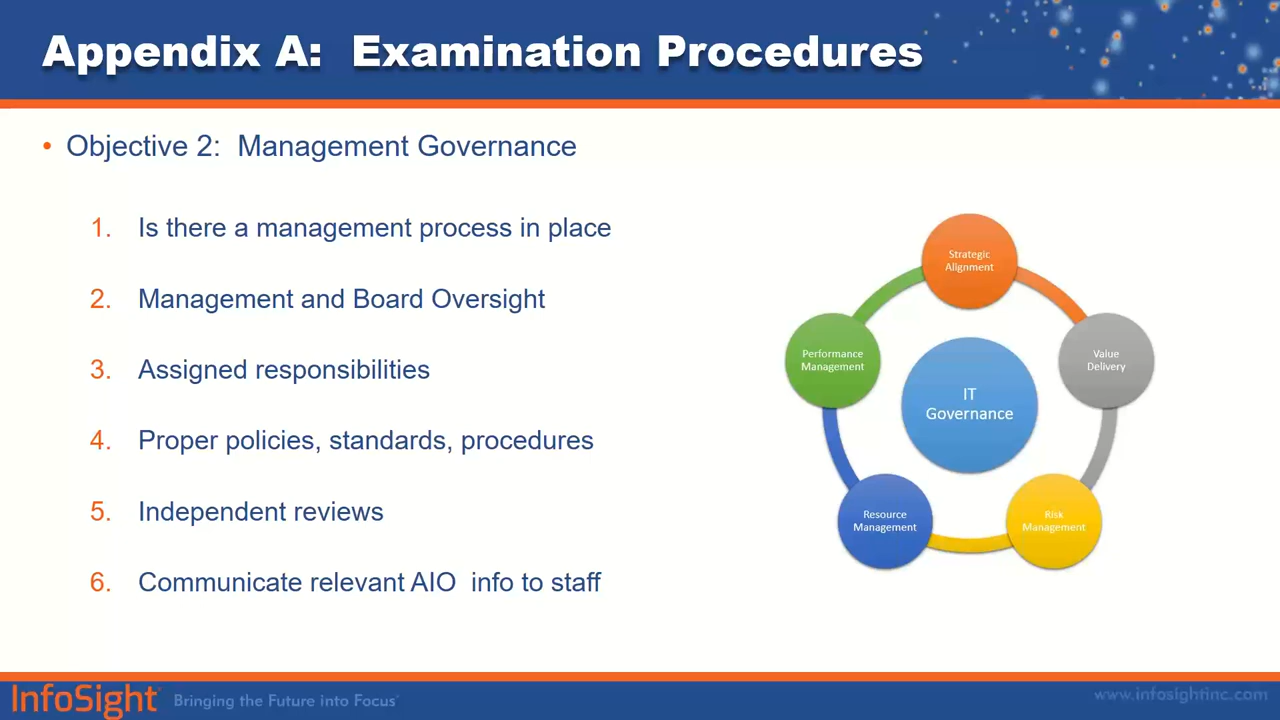 Appendix A:  Examination Procedures
• Objective 2:  Management Governance
1. Is there a management process in place
2. Management and Board Oversight
3. Assigned responsibilities
4. Proper policies, standards, procedures
5. Independent reviews
6. Communicate relevant AIO  info to staff
Strategic
Alignment
Performance
Management
Value
Delivery
IT
Governance
Resource
Management
Risk
Management
InfoSight Bringing the Future into Focus
www.infosightinc.com